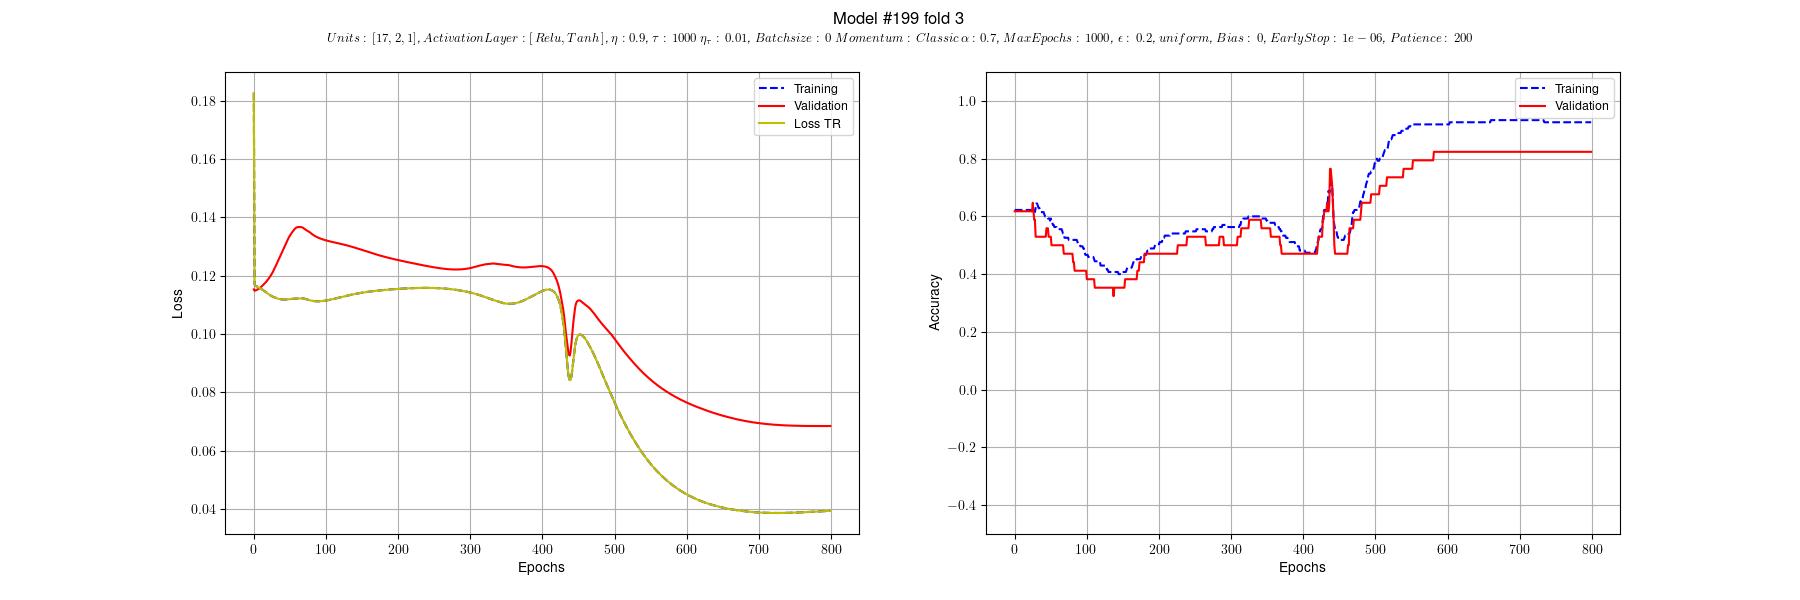 Model #199 fold 3
Units : [17, 2, 1], ActivationLayer : [ Relu, Tanh], η : 0.9, τ : 1000 ητ : 0.01, Batchsize : 0 Momentum : Classic α : 0.7, MaxEpochs : 1000, ϵ : 0.2, uniform, Bias : 0, EarlyStop : 1e − 06, Patience : 200
Training
Validation
Loss TR
0.18
0.16
0.14
0.12
0.10
0.08
0.06
0.04
Loss
0 100 200 300 400 500 600 700 800
Epochs
Training
Validation
1.0
0.8
0.6
0.4
0.2
0.0
−0.2
−0.4
Accuracy
0 100 200 300 400 500 600 700 800
Epochs